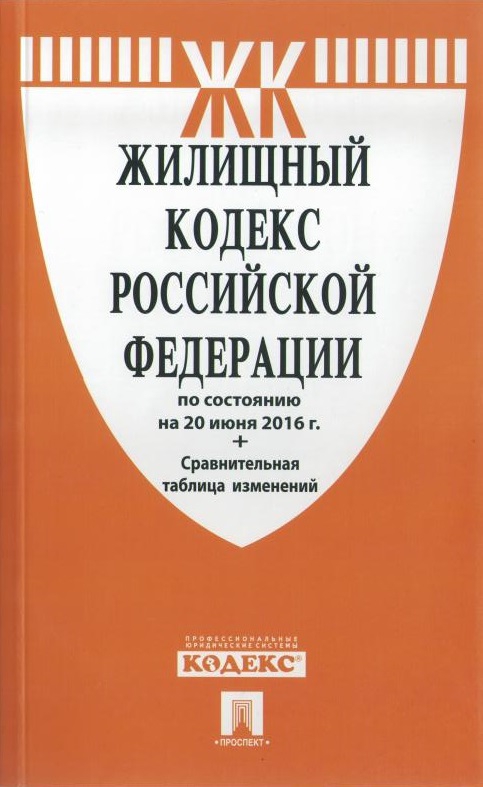 ЖК
ЖИЛИЩНЫЙ
КОДЕКС
РОССИЙСКОЙ
ФЕДЕРАЦИИ
по состоянию
на 20 июня 2016 г.
+
Сравнительная
таблица изменений
ПРОФЕССИОНАЛЬНЫЕ
ЮРИДИЧЕСКИЕ СИСТЕМЫ
КОДЕКС®
• ПРОСПЕКТ •